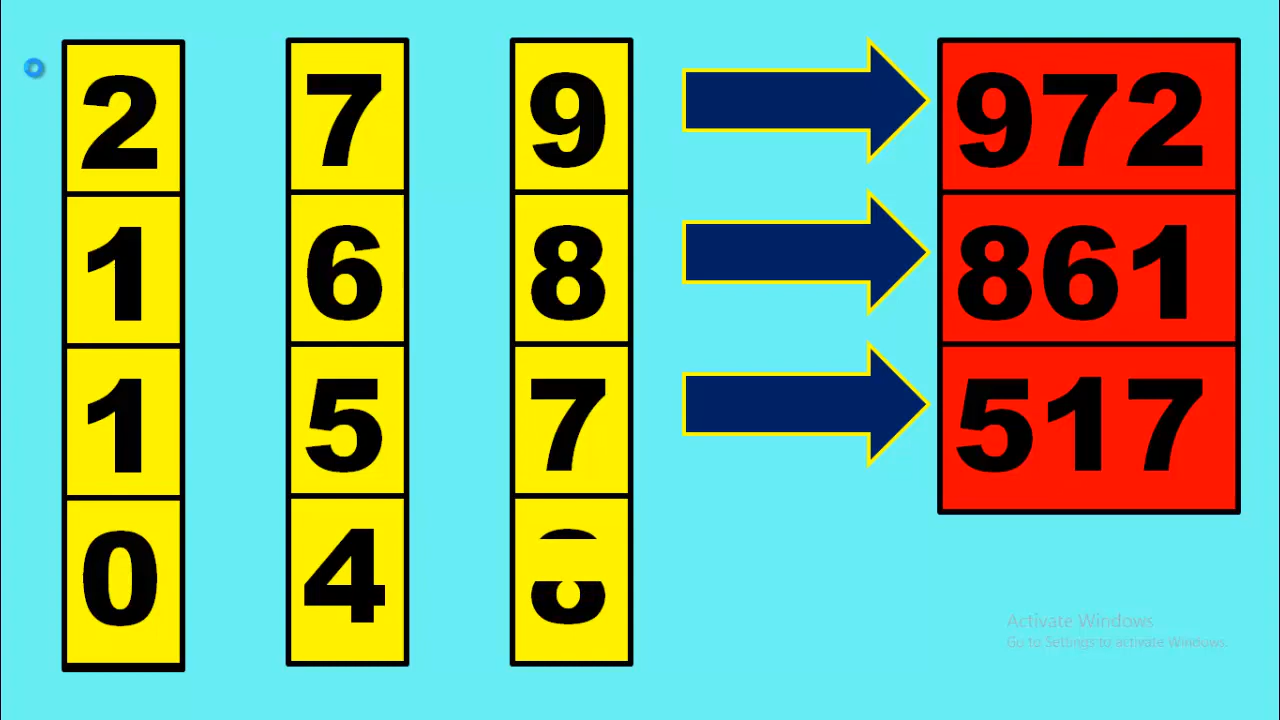 2 7 9 972
1 6 8 861
1 5 7 517
0 4
Activate Windows
Go to Settings to activate Windows.